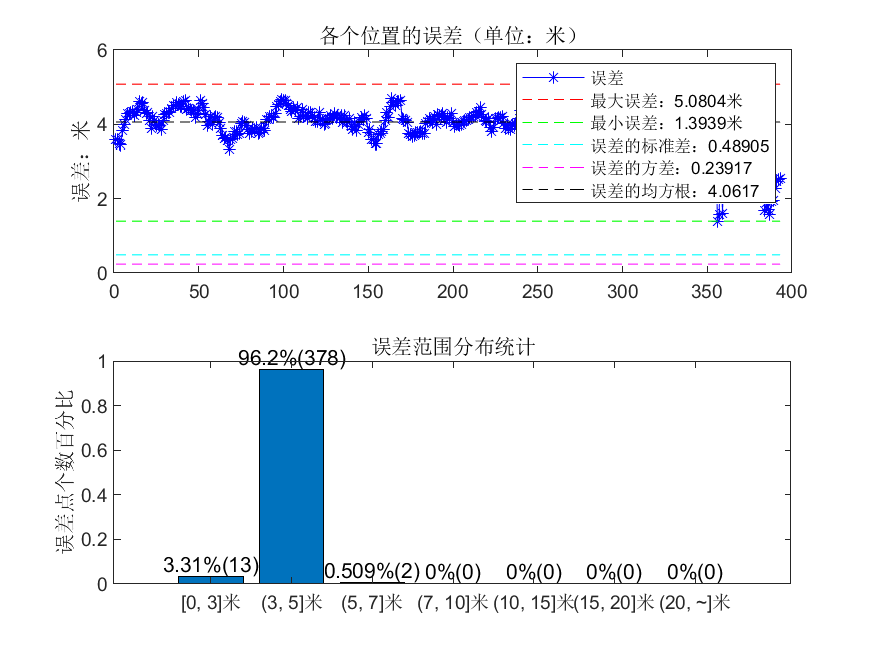 各个位置的误差（单位：米）
误差：米
6
4
2
0
0 50 100 150 200 250 300 350 400
误差
最大误差：5.0804米
最小误差：1.3939米
误差的标准差：0.48905
误差的方差：0.23917
误差的均方根：4.0617
误差范围分布统计
误差点个数百分比
1
0.8
0.6
0.4
0.2
0
3.31%(13) 96.2%(378) 0.509%(2) 0%(0) 0%(0) 0%(0) 0%(0)
[0, 3]米 (3, 5]米 (5, 7]米 (7, 10]米 (10, 15]米 (15, 20]米 (20, ~]米